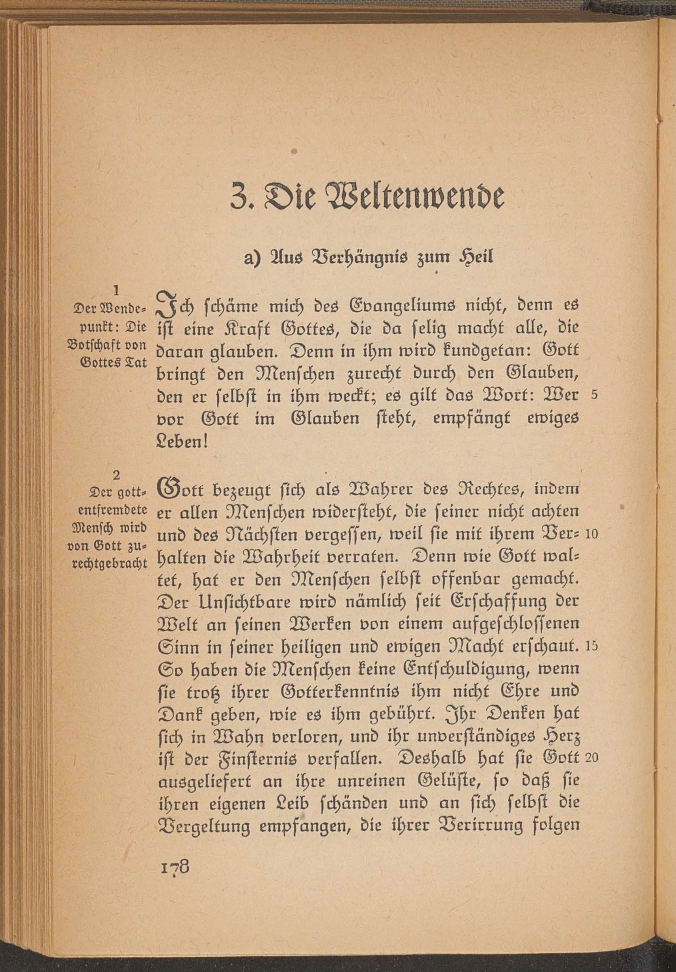 3. Die Weltenwende
a) Aus Verhängnis zum Heil
1
Der Wende-
punkt: Die
Botschaft von
Gottes Tat
Ich schäme mich des Evangeliums nicht, denn es
ist eine Kraft Gottes, die da selig macht alle, die
daran glauben. Denn in ihm wird kundgetan: Gott
bringt den Menschen zurecht durch den Glauben,
den er selbst in ihm weckt; es gilt das Wort: Wer 5
vor Gott im Glauben steht, empfängt ewiges
Leben!
2
Der gott-
entfremdete
Mensch wird
von Gott zu-
rechtgebracht
Gott bezeugt sich als Wahrer des Rechtes, indem
er allen Menschen widersteht, die seiner nicht achten
und des Nächsten vergessen, weil sie mit ihrem Ver- 10
halten die Wahrheit verraten. Denn wie Gott wal-
tet, hat er den Menschen selbst offenbar gemacht.
Der Unsichtbare wird nämlich seit Erschaffung der
Welt an seinen Werken von einem aufgeschlossenen
Sinn in seiner heiligen und ewigen Macht erschaut. 15
So haben die Menschen keine Entschuldigung, wenn
sie trotz ihrer Gotterkenntnis ihm nicht Ehre und
Dank geben, wie es ihm gebührt. Ihr Denken hat
sich in Wahn verloren, und ihr unverständiges Herz
ist der Finsternis verfallen. Deshalb hat sie Gott 20
ausgeliefert an ihre unreinen Gelüste, so daß sie
ihren eigenen Leib schänden und an sich selbst die
Vergeltung empfangen, die ihrer Verirrung folgen
178